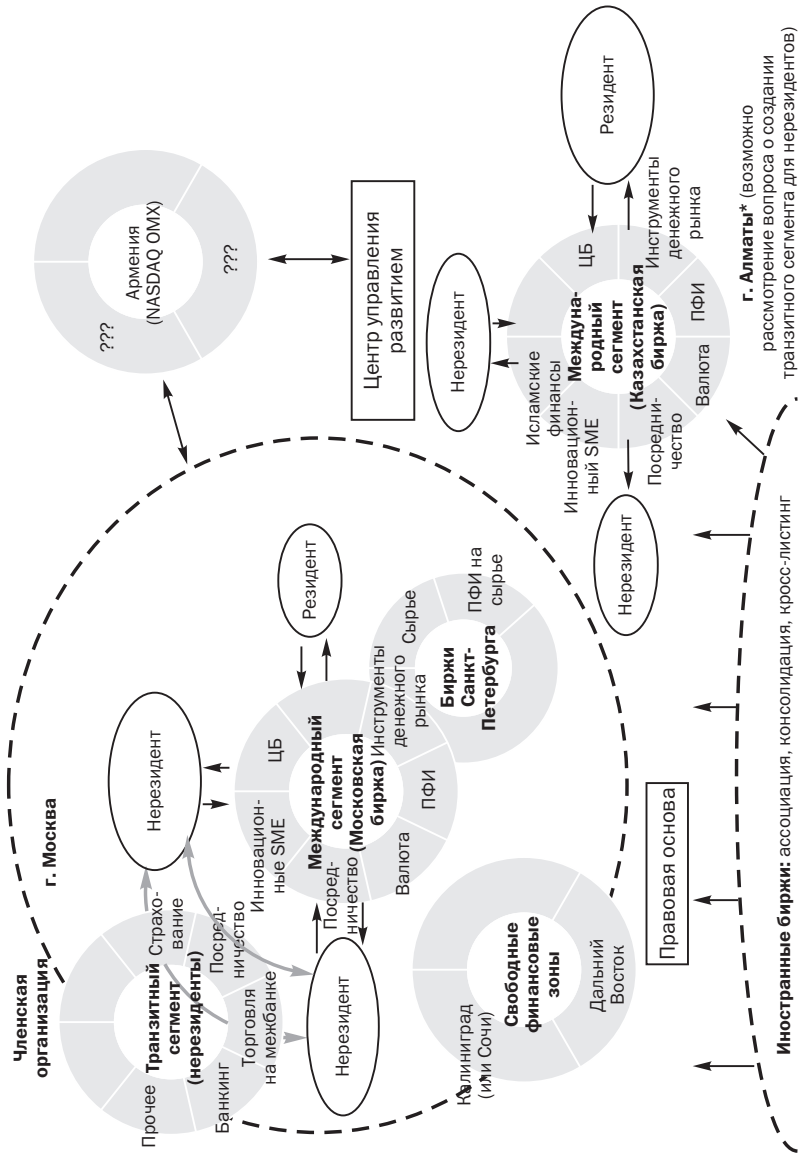 Членская
организация
г. Москва
Прочее
Банкинг
Транзитный
сегмент
(нерезиденты)
Страхо-
вание
Посред-
ничество
Торговля
на межбанке
Нерезидент
Нерезидент
Инновацион-
ные SME
ЦБ
Международный
сегмент
(Московская
биржа)
Посред-
ничество
Валюта
ПФИ
Инструменты
денежного
рынка
Резидент
Сырье
ПФИ на
сырье
Биржи
Санкт-
Петербурга
Калиниград
(или Сочи)
Свободные
финансовые
зоны
Дальний
Восток
Армения
(NASDAQ OMX)
???
???
Центр управления
развитием
Нерезидент
Исламские
финансы
Инновацион-
ный SME
ЦБ
Междуна-
родный
сегмент
(Казахстанская
биржа)
Посредни-
чество
Валюта
ПФИ
Инструменты
денежного
рынка
Резидент
Нерезидент
г. Алматы* (возможно
рассмотрение вопроса о создании
транзитного сегмента для нерезидентов)
Правовая основа
Иностранные биржи: ассоциация, консолидация, кросс-листинг